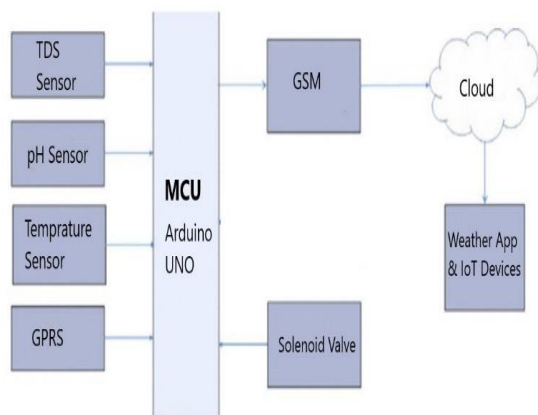 TDS
Sensor
pH Sensor
Temprature
Sensor
GPRS
MCU
Arduino
UNO
GSM
Solenoid Valve
Cloud
Weather App
& IoT Devices